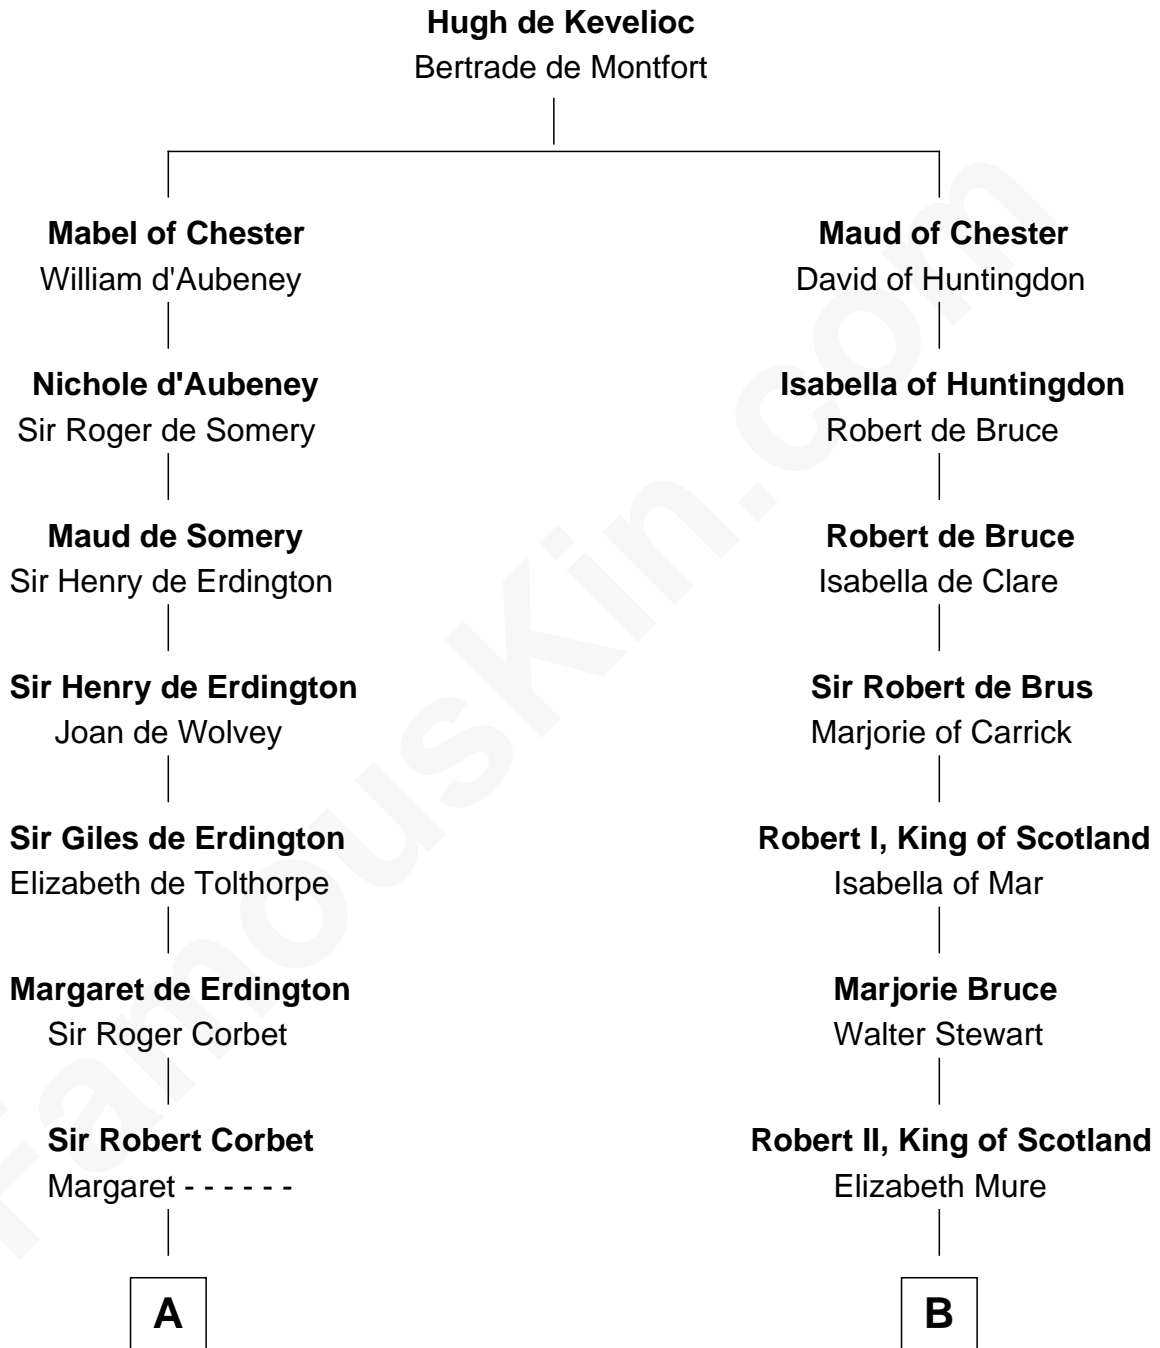 Hugh de Kevelioc
Bertrade de Montfort
Mabel of Chester
William d'Aubeney
Maud of Chester
David of Huntingdon
Nichole d'Aubeney
Sir Roger de Somery
Isabella of Huntingdon
Robert de Bruce
Maud de Somery
Sir Henry de Erdington
Robert de Bruce
Isabella de Clare
Sir Henry de Erdington
Joan de Wolvey
Sir Robert de Brus
Marjorie of Carrick
Sir Giles de Erdington
Elizabeth de Tolthorpe
Robert I, King of Scotland
Isabella of Mar
Margaret de Erdington
Sir Roger Corbet
Marjorie Bruce
Walter Stewart
Sir Robert Corbet
Margaret - - - - - -
Robert II, King of Scotland
Elizabeth Mure
A
B
FamousKin.com